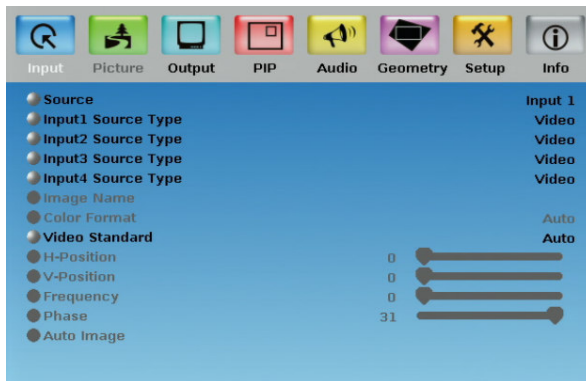 Input Picture Output PIP Audio Geometry Setup Info
Source Input 1
Input1 Source Type Video
Input2 Source Type Video
Input3 Source Type Video
Input4 Source Type Video
Image Name
Color Format Auto
Video Standard Auto
H-Position 0
V-Position 0
Frequency 0
Phase 31
Auto Image